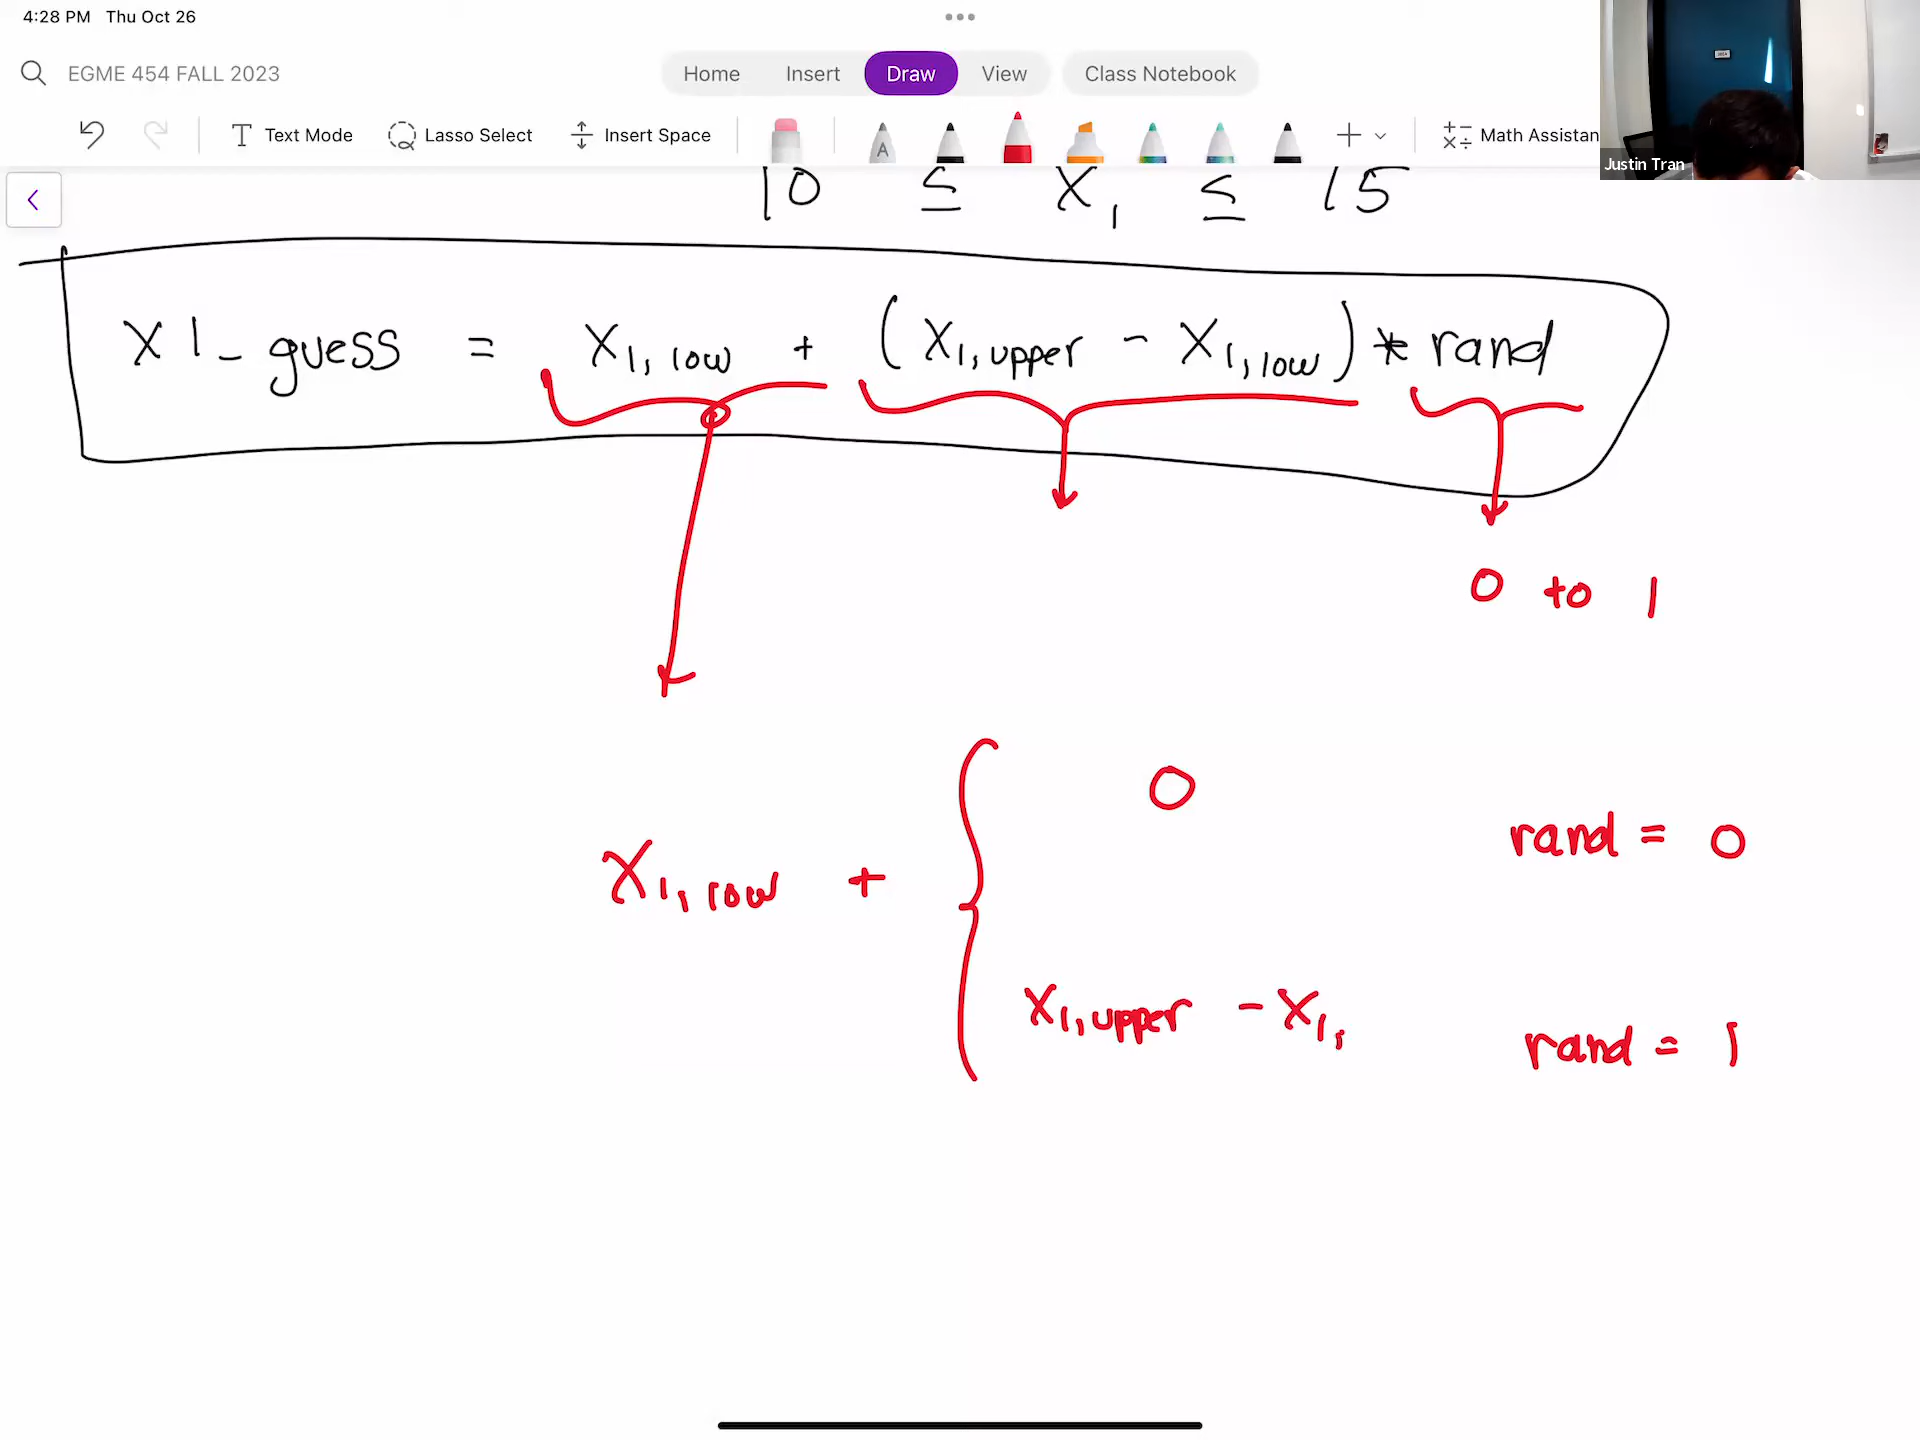 4:28 PM Thu Oct 26
EGME 454 FALL 2023
Home Insert Draw View Class Notebook
Text Mode Lasso Select Insert Space A Math Assistan
Justin Tran
10 ≤ X₁ ≤ 15
X1_guess = X₁,low + (X₁,upper - X₁,low) * rand
0 to 1
0 rand = 0
X₁,low +
X₁,upper - X₁, rand = 1